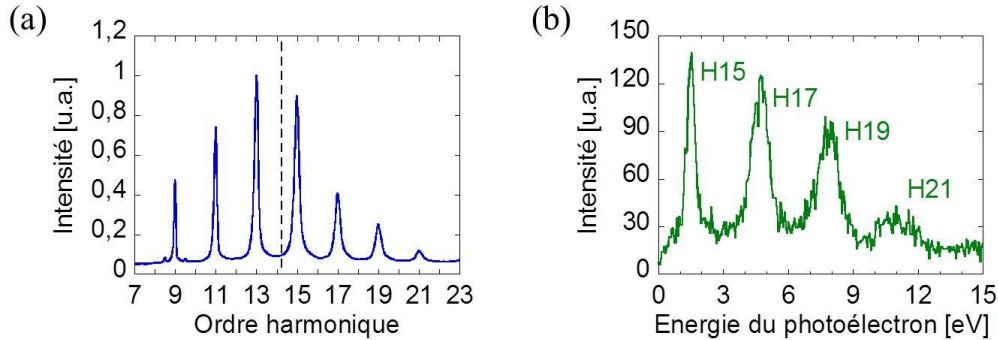 (a)
Intensité [u.a.]
1,2
1
0,8
0,6
0,4
0,2
0
7 9 11 13 15 17 19 21 23
Ordre harmonique
(b)
Intensité [u.a.]
150
120
90
60
30
0
H15
H17
H19
H21
0 3 6 9 12 15
Energie du photoélectron [eV]